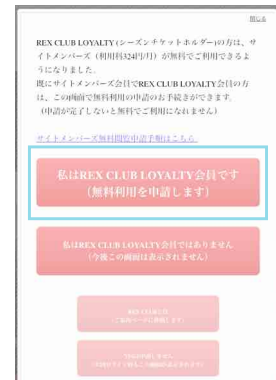 閉じる
REX CLUB LOYALTY(シーズンチケットホルダー)の方は、サ
イトメンバーズ(利用料324円/月)が無料でご利用できるよ
うになりました。
既にサイトメンバーズ会員でREX CLUB LOYALTY会員の方
は、この画面で無料利用の申請のお手続きができます。
(申請が完了しないと無料でご利用になれません)
サイトメンバーズ無料閲覧申請手順はこちら
私はREX CLUB LOYALTY会員です
(無料利用を申請します)
私はREX CLUB LOYALTY会員ではありません
(今後この画面は表示されません)